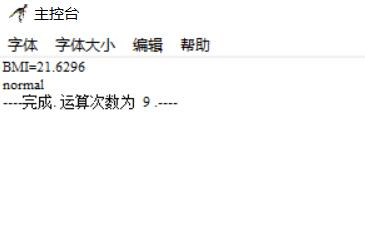 主控台
字体 字体大小 编辑 帮助
BMI=21.6296
normal
----完成. 运算次数为 9 .----